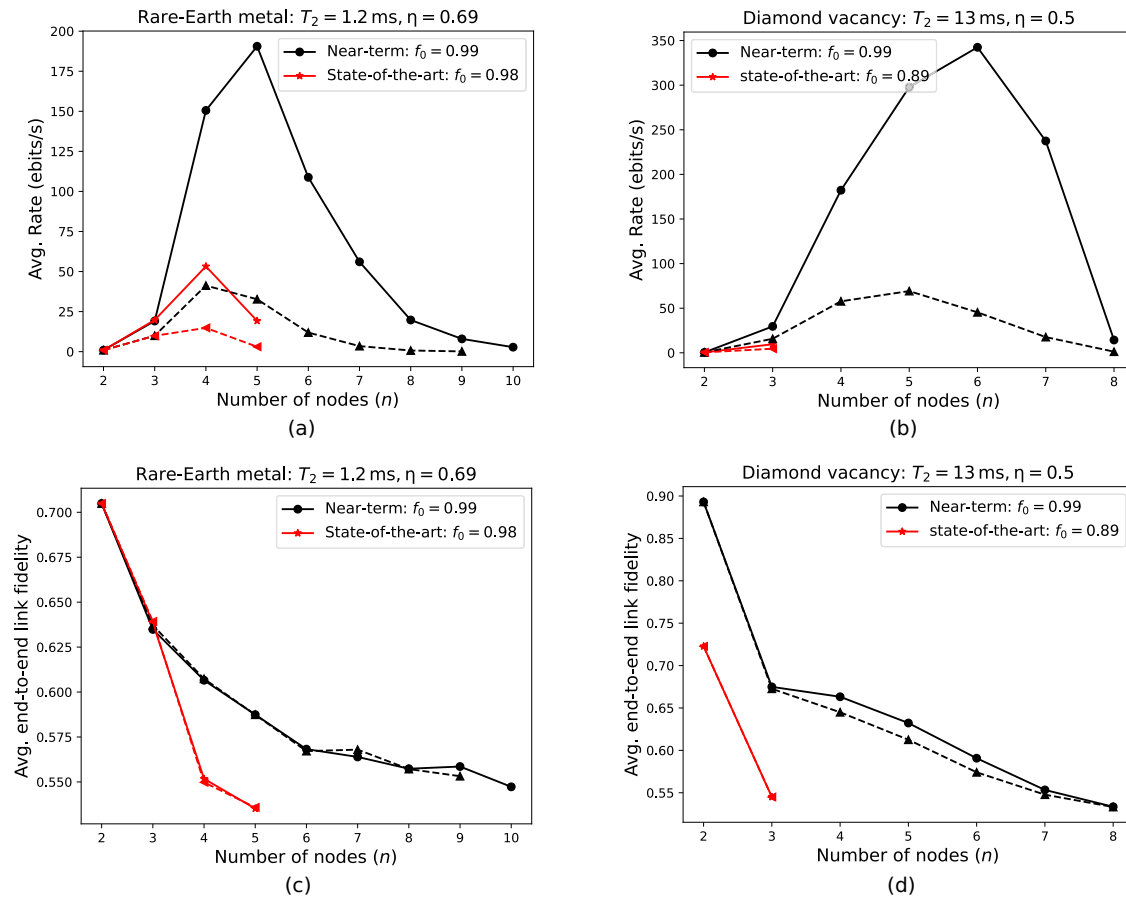 Rare-Earth metal: T₂ = 1.2 ms, η = 0.69
Near-term: f₀ = 0.99
State-of-the-art: f₀ = 0.98
Avg. Rate (ebits/s)
200
175
150
125
100
75
50
25
0
2 3 4 5 6 7 8 9 10
Number of nodes (n)
(a)
Diamond vacancy: T₂ = 13 ms, η = 0.5
Near-term: f₀ = 0.99
state-of-the-art: f₀ = 0.89
Avg. Rate (ebits/s)
350
300
250
200
150
100
50
0
2 3 4 5 6 7 8
Number of nodes (n)
(b)
Rare-Earth metal: T₂ = 1.2 ms, η = 0.69
Near-term: f₀ = 0.99
State-of-the-art: f₀ = 0.98
Avg. end-to-end link fidelity
0.700
0.675
0.650
0.625
0.600
0.575
0.550
2 3 4 5 6 7 8 9 10
Number of nodes (n)
(c)
Diamond vacancy: T₂ = 13 ms, η = 0.5
Near-term: f₀ = 0.99
state-of-the-art: f₀ = 0.89
Avg. end-to-end link fidelity
0.90
0.85
0.80
0.75
0.70
0.65
0.60
0.55
2 3 4 5 6 7 8
Number of nodes (n)
(d)